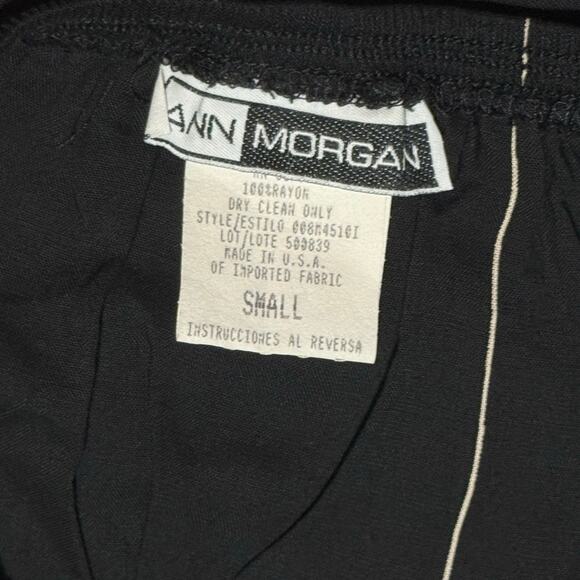 ANN MORGAN
100%RAYON
DRY CLEAN ONLY
STYLE/ESTILO 008M4510I
LOT/LOTE 500839
MADE IN U.S.A.
OF IMPORTED FABRIC
SMALL
INSTRUCCIONES AL REVERSA